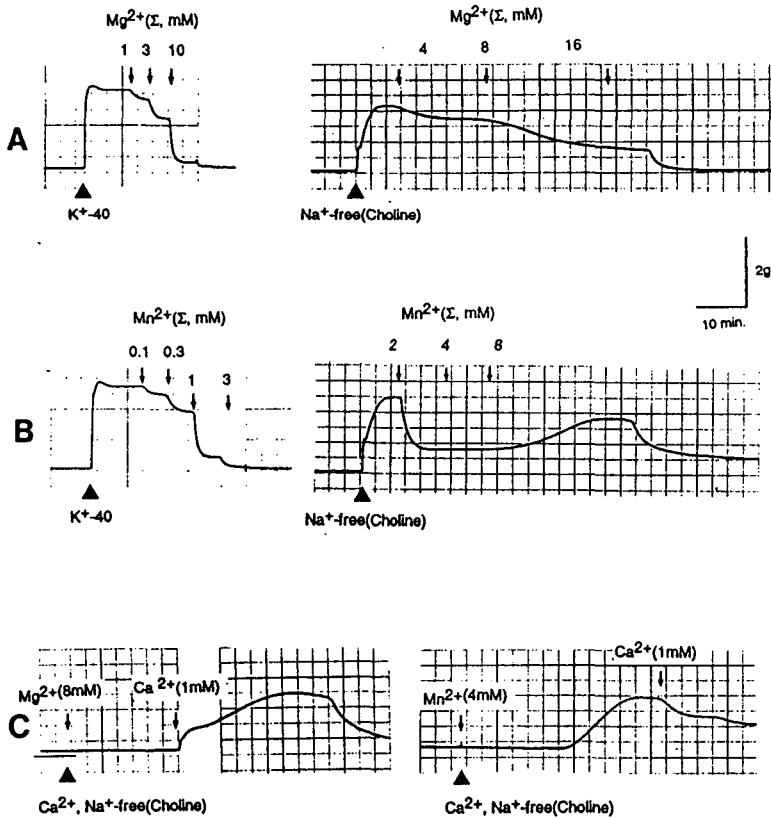 Mg2+(Σ, mM)
1 3 10
Mg2+(Σ, mM)
4 8 16
A
K+-40
Na+-free(Choline)
2g
10 min.
Mn2+(Σ, mM)
0.1 0.3 1 3
Mn2+(Σ, mM)
2 4 8
B
K+-40
Na+-free(Choline)
Mg2+(8mM)
Ca2+(1mM)
Mn2+(4mM)
Ca2+(1mM)
C
Ca2+, Na+-free(Choline)
Ca2+, Na+-free(Choline)